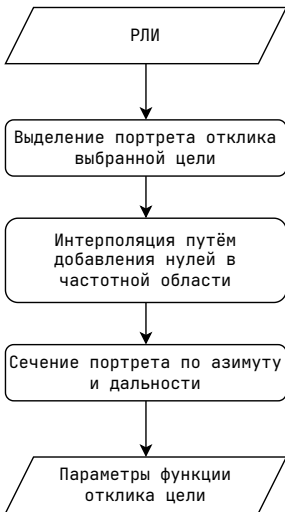 РЛИ
Выделение портрета отклика
выбранной цели
Интерполяция путём
добавления нулей в
частотной области
Сечение портрета по азимуту
и дальности
Параметры функции
отклика цели